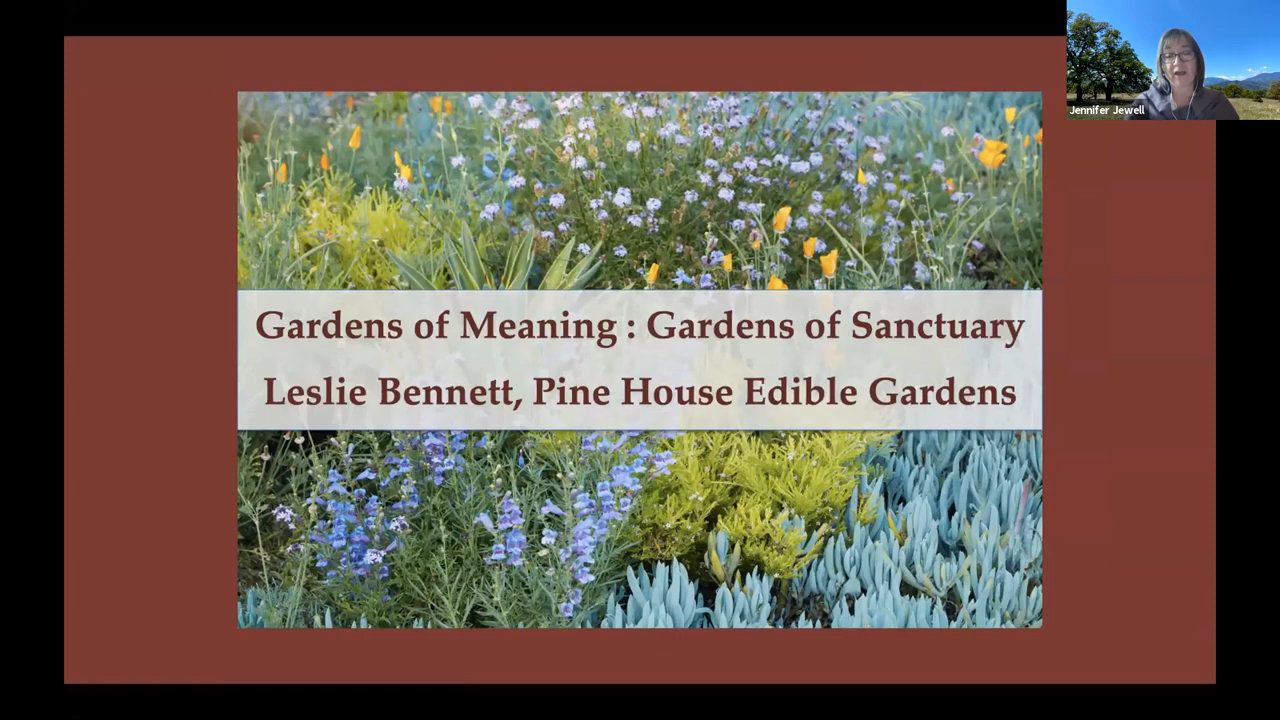 Jennifer Jewell
Gardens of Meaning : Gardens of Sanctuary
Leslie Bennett, Pine House Edible Gardens